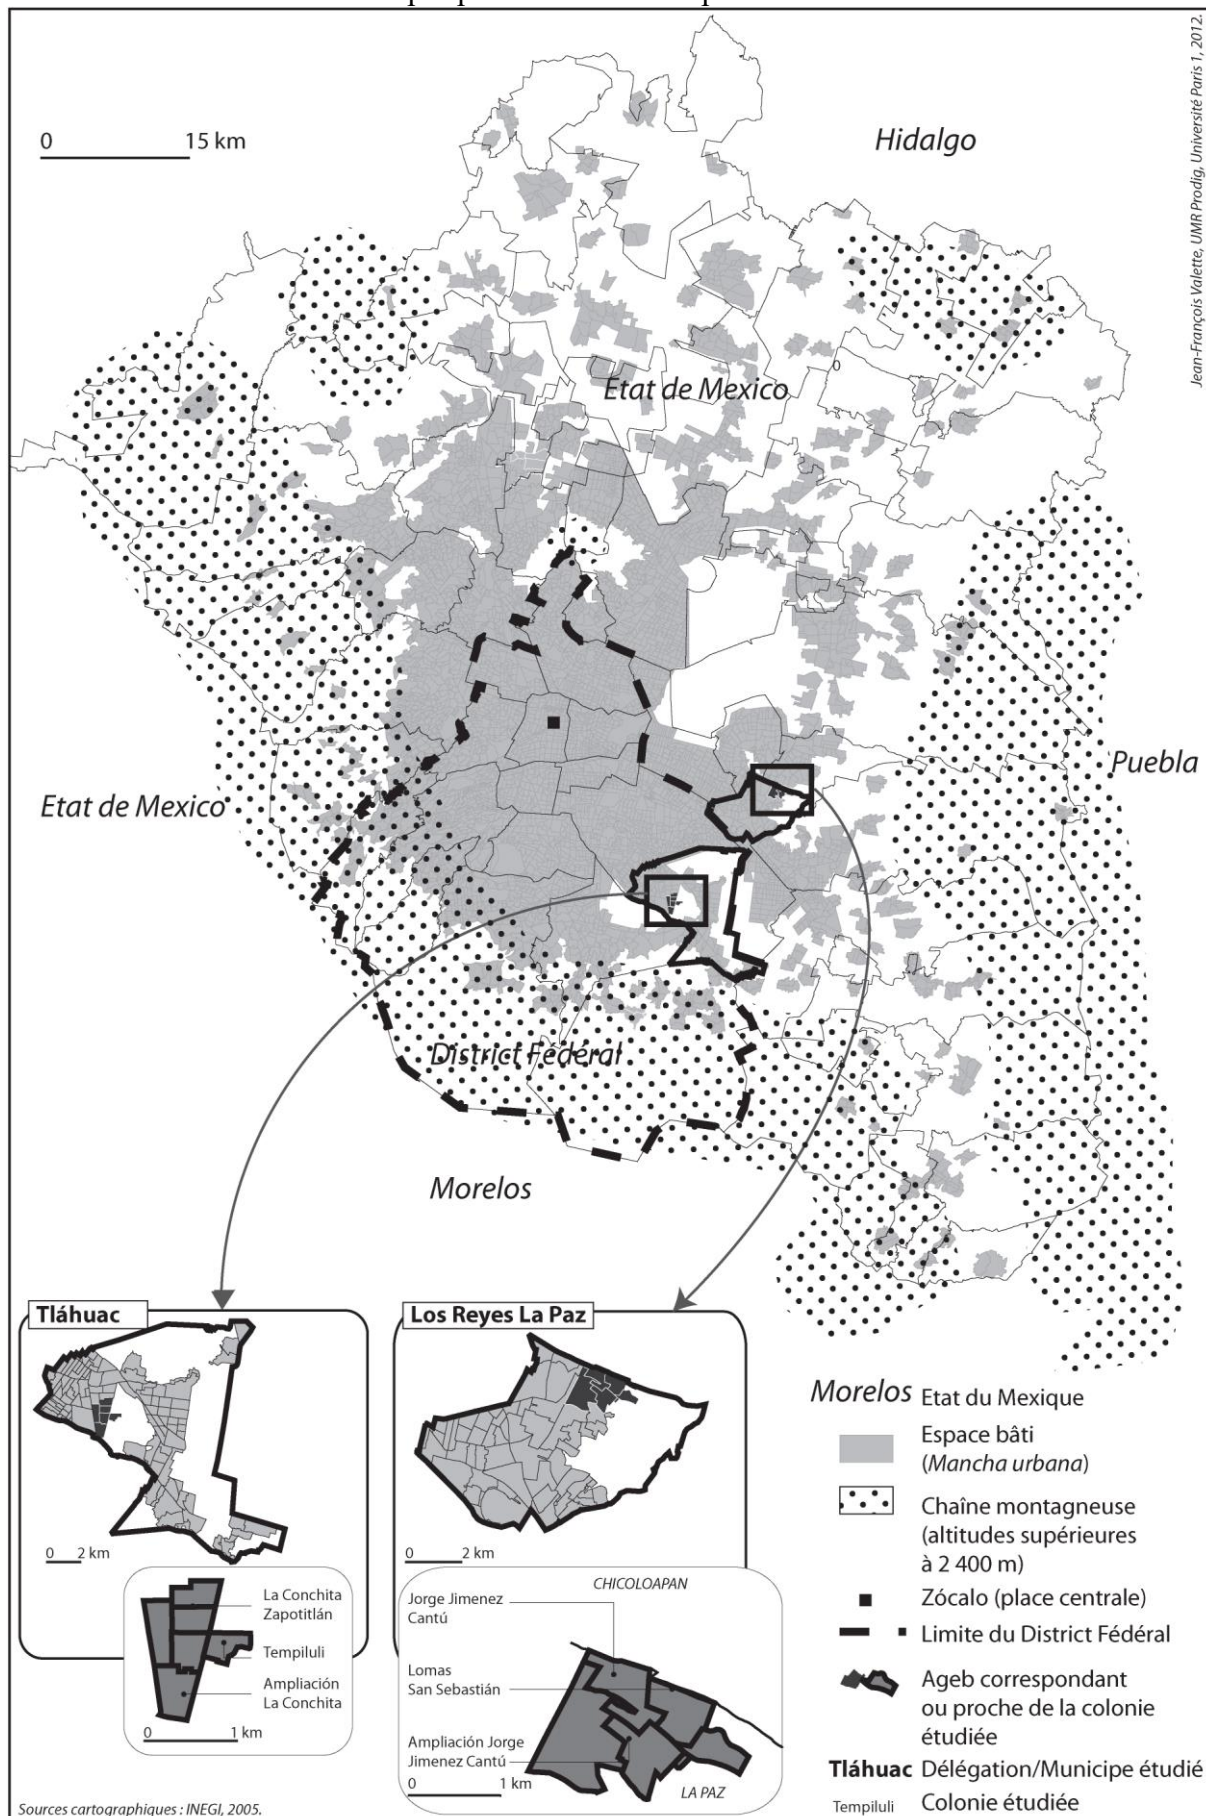 Jean-François Valette, UMR Prodig, Université Paris 1, 2012.
0 15 km
Hidalgo
Etat de Mexico
0
Puebla
Etat de Mexico
District Fédéral
Morelos
Tláhuac
0 2 km
La Conchita
Zapotitlán
Tempiluli
Ampliación
La Conchita
0 1 km
Los Reyes La Paz
0 2 km
CHICOLOAPAN
Jorge Jimenez
Cantú
Lomas
San Sebastián
Ampliación Jorge
Jimenez Cantú
0 1 km
LA PAZ
Morelos Etat du Mexique
Espace bâti
(Mancha urbana)
Chaîne montagneuse
(altitudes supérieures
à 2 400 m)
Zócalo (place centrale)
Limite du District Fédéral
Ageb correspondant
ou proche de la colonie
étudiée
Tláhuac Délégation/Municipe étudié
Tempiluli Colonie étudiée
Sources cartographiques : INEGI, 2005.